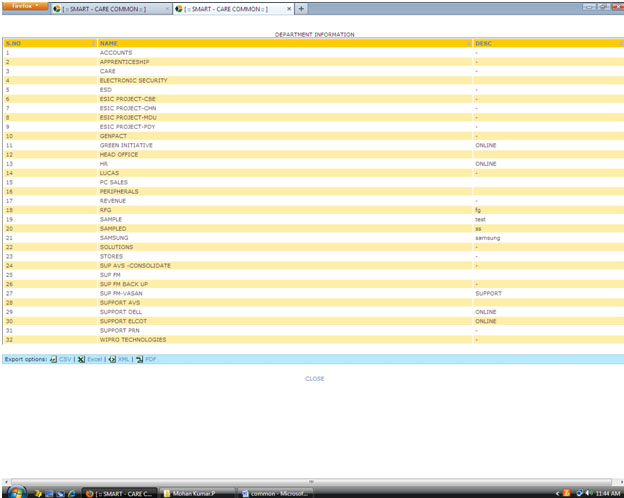 Firefox
[ :: SMART - CARE COMMON :: ] × [ :: SMART - CARE COMMON :: ] × +
DEPARTMENT INFORMATION
S.NO NAME DESC
1 ACCOUNTS -
2 APPRENTICESHIP -
3 CARE -
4 ELECTRONIC SECURITY
5 ESD -
6 ESIC PROJECT-CBE -
7 ESIC PROJECT-CHN -
8 ESIC PROJECT-MDU -
9 ESIC PROJECT-PDY -
10 GENPACT -
11 GREEN INITIATIVE ONLINE
12 HEAD OFFICE
13 HR ONLINE
14 LUCAS -
15 PC SALES
16 PERIPHERALS
17 REVENUE -
18 RFG fg
19 SAMPLE test
20 SAMPLED ss
21 SAMSUNG samsung
22 SOLUTIONS -
23 STORES -
24 SUP AVS -CONSOLIDATE -
25 SUP FM
26 SUP FM BACK UP -
27 SUP FM-VASAN SUPPORT
28 SUPPORT AVS
29 SUPPORT DELL ONLINE
30 SUPPORT ELCOT ONLINE
31 SUPPORT PRN -
32 WIPRO TECHNOLOGIES -
Export options: CSV | Excel | XML | PDF
CLOSE
[ :: SMART - CARE C... Mohan Kumar.P common - Microsof... 11:44 AM